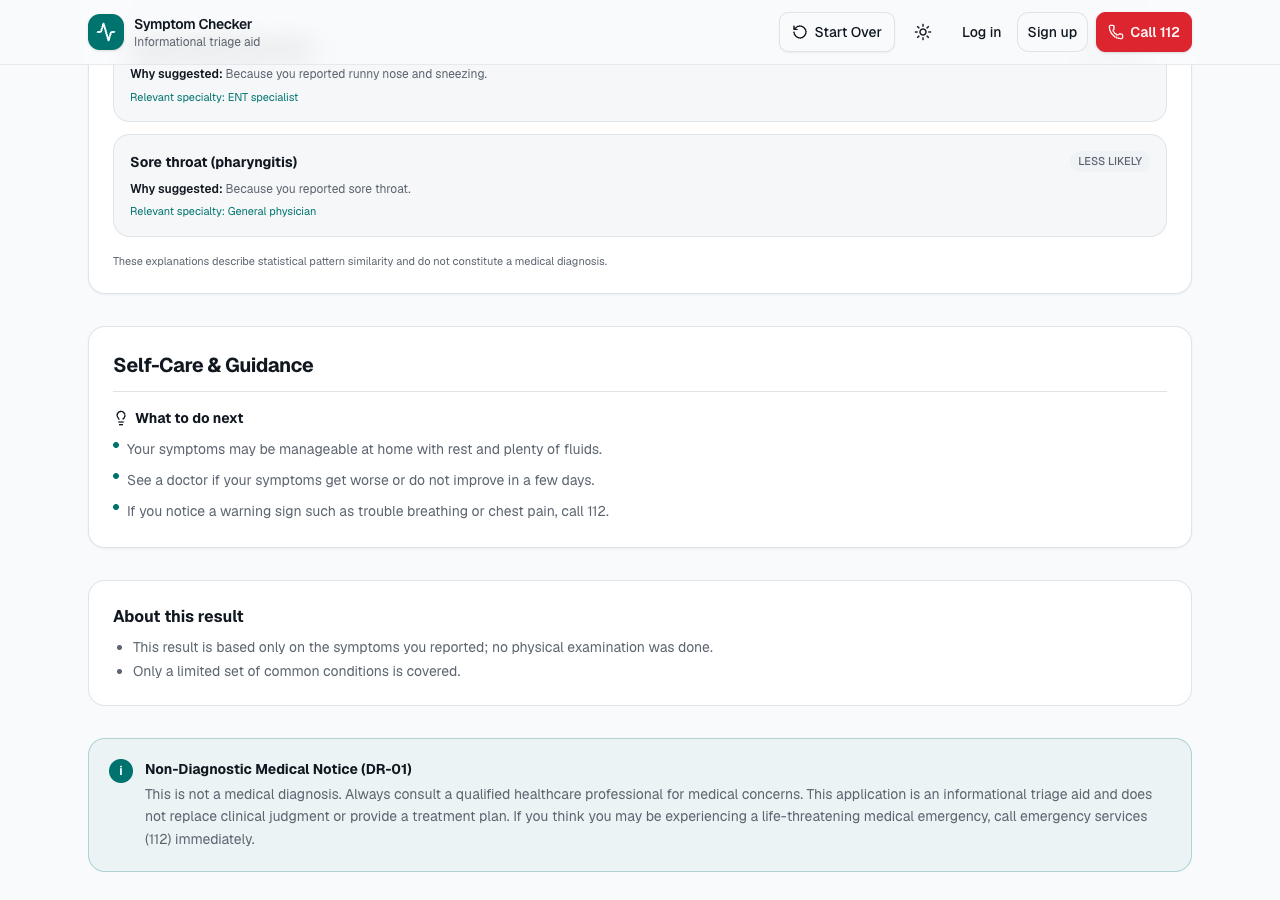 Symptom Checker
Informational triage aid
Start Over
Log in
Sign up
Call 112
Why suggested: Because you reported runny nose and sneezing.
Relevant specialty: ENT specialist
Sore throat (pharyngitis)
LESS LIKELY
Why suggested: Because you reported sore throat.
Relevant specialty: General physician
These explanations describe statistical pattern similarity and do not constitute a medical diagnosis.
Self-Care & Guidance
What to do next
Your symptoms may be manageable at home with rest and plenty of fluids.
See a doctor if your symptoms get worse or do not improve in a few days.
If you notice a warning sign such as trouble breathing or chest pain, call 112.
About this result
This result is based only on the symptoms you reported; no physical examination was done.
Only a limited set of common conditions is covered.
i
Non-Diagnostic Medical Notice (DR-01)
This is not a medical diagnosis. Always consult a qualified healthcare professional for medical concerns. This application is an informational triage aid and does
not replace clinical judgment or provide a treatment plan. If you think you may be experiencing a life-threatening medical emergency, call emergency services
(112) immediately.